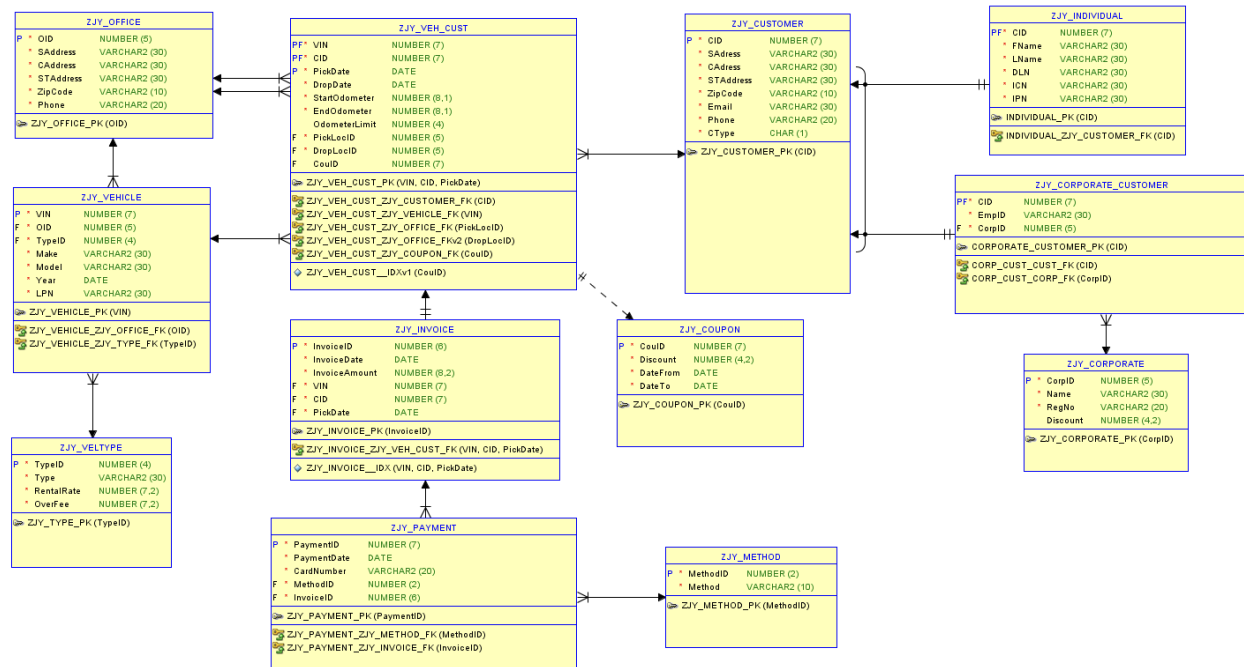 ZJY_OFFICE
P * OID NUMBER (5)
* SAddress VARCHAR2 (30)
* CAddress VARCHAR2 (30)
* STAddress VARCHAR2 (30)
* ZipCode VARCHAR2 (10)
* Phone VARCHAR2 (20)
ZJY_OFFICE_PK (OID)
ZJY_VEH_CUST
PF* VIN NUMBER (7)
PF* CID NUMBER (7)
P * PickDate DATE
* DropDate DATE
* StartOdometer NUMBER (8,1)
* EndOdometer NUMBER (8,1)
OdometerLimit NUMBER (4)
F * PickLocID NUMBER (5)
F * DropLocID NUMBER (5)
F CouID NUMBER (7)
ZJY_VEH_CUST_PK (VIN, CID, PickDate)
ZJY_VEH_CUST_ZJY_CUSTOMER_FK (CID)
ZJY_VEH_CUST_ZJY_VEHICLE_FK (VIN)
ZJY_VEH_CUST_ZJY_OFFICE_FK (PickLocID)
ZJY_VEH_CUST_ZJY_OFFICE_FKv2 (DropLocID)
ZJY_VEH_CUST_ZJY_COUPON_FK (CouID)
ZJY_VEH_CUST__IDXv1 (CouID)
ZJY_CUSTOMER
P * CID NUMBER (7)
* SAdress VARCHAR2 (30)
* CAdress VARCHAR2 (30)
* STAddress VARCHAR2 (30)
* ZipCode VARCHAR2 (10)
* Email VARCHAR2 (30)
* Phone VARCHAR2 (20)
* CType CHAR (1)
ZJY_CUSTOMER_PK (CID)
ZJY_INDIVIDUAL
PF* CID NUMBER (7)
* FName VARCHAR2 (30)
* LName VARCHAR2 (30)
* DLN VARCHAR2 (30)
* ICN VARCHAR2 (30)
* IPN VARCHAR2 (30)
INDIVIDUAL_PK (CID)
INDIVIDUAL_ZJY_CUSTOMER_FK (CID)
ZJY_VEHICLE
P * VIN NUMBER (7)
F * OID NUMBER (5)
F * TypeID NUMBER (4)
* Make VARCHAR2 (30)
* Model VARCHAR2 (30)
* Year DATE
* LPN VARCHAR2 (30)
ZJY_VEHICLE_PK (VIN)
ZJY_VEHICLE_ZJY_OFFICE_FK (OID)
ZJY_VEHICLE_ZJY_TYPE_FK (TypeID)
ZJY_CORPORATE_CUSTOMER
PF* CID NUMBER (7)
* EmpID VARCHAR2 (30)
F * CorpID NUMBER (5)
CORPORATE_CUSTOMER_PK (CID)
CORP_CUST_CUST_FK (CID)
CORP_CUST_CORP_FK (CorpID)
ZJY_INVOICE
P * InvoiceID NUMBER (6)
* InvoiceDate DATE
* InvoiceAmount NUMBER (8,2)
F * VIN NUMBER (7)
F * CID NUMBER (7)
F * PickDate DATE
ZJY_INVOICE_PK (InvoiceID)
ZJY_INVOICE_ZJY_VEH_CUST_FK (VIN, CID, PickDate)
ZJY_INVOICE__IDX (VIN, CID, PickDate)
ZJY_COUPON
P * CouID NUMBER (7)
* Discount NUMBER (4,2)
* DateFrom DATE
* DateTo DATE
ZJY_COUPON_PK (CouID)
ZJY_CORPORATE
P * CorpID NUMBER (5)
* Name VARCHAR2 (30)
* RegNo VARCHAR2 (20)
Discount NUMBER (4,2)
ZJY_CORPORATE_PK (CorpID)
ZJY_VELTYPE
P * TypeID NUMBER (4)
* Type VARCHAR2 (30)
* RentalRate NUMBER (7,2)
* OverFee NUMBER (7,2)
ZJY_TYPE_PK (TypeID)
ZJY_PAYMENT
P * PaymentID NUMBER (7)
* PaymentDate DATE
* CardNumber VARCHAR2 (20)
F * MethodID NUMBER (2)
F * InvoiceID NUMBER (6)
ZJY_PAYMENT_PK (PaymentID)
ZJY_PAYMENT_ZJY_METHOD_FK (MethodID)
ZJY_PAYMENT_ZJY_INVOICE_FK (InvoiceID)
ZJY_METHOD
P * MethodID NUMBER (2)
* Method VARCHAR2 (10)
ZJY_METHOD_PK (MethodID)